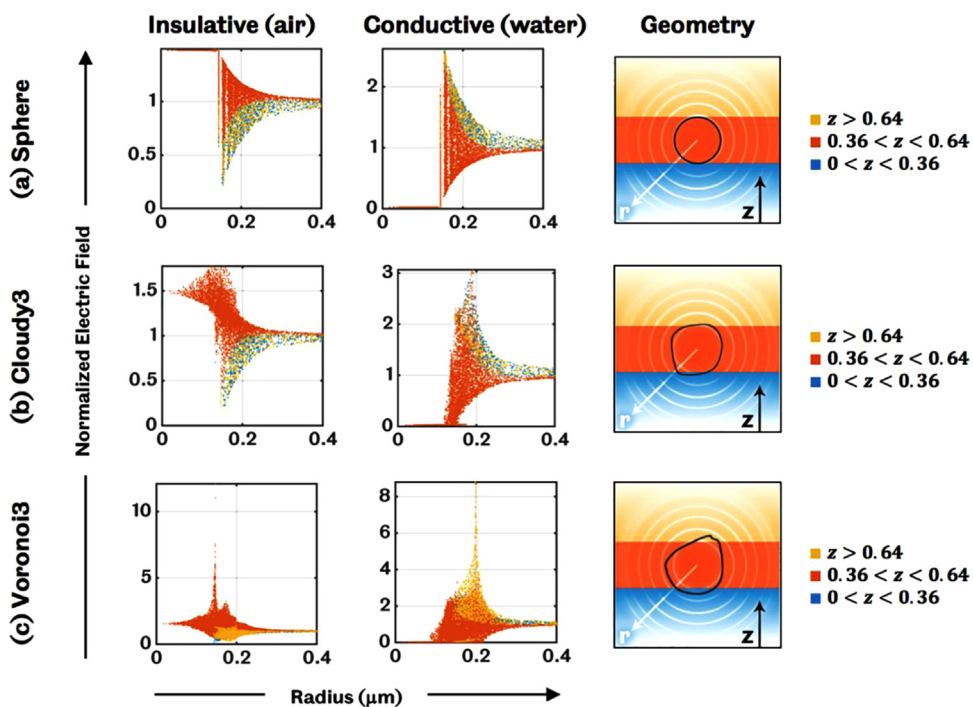 Insulative (air) Conductive (water) Geometry
Normalized Electric Field
(a) Sphere
1
0.5
0
0 0.2 0.4
2
1
0
0 0.2 0.4
r
z
z > 0.64
0.36 < z < 0.64
0 < z < 0.36
(b) Cloudy3
1.5
1
0.5
0
0 0.2 0.4
3
2
1
0
0 0.2 0.4
r
z
z > 0.64
0.36 < z < 0.64
0 < z < 0.36
(c) Voronoi3
10
5
0
0 0.2 0.4
8
6
4
2
0
0 0.2 0.4
r
z
z > 0.64
0.36 < z < 0.64
0 < z < 0.36
Radius (μm)